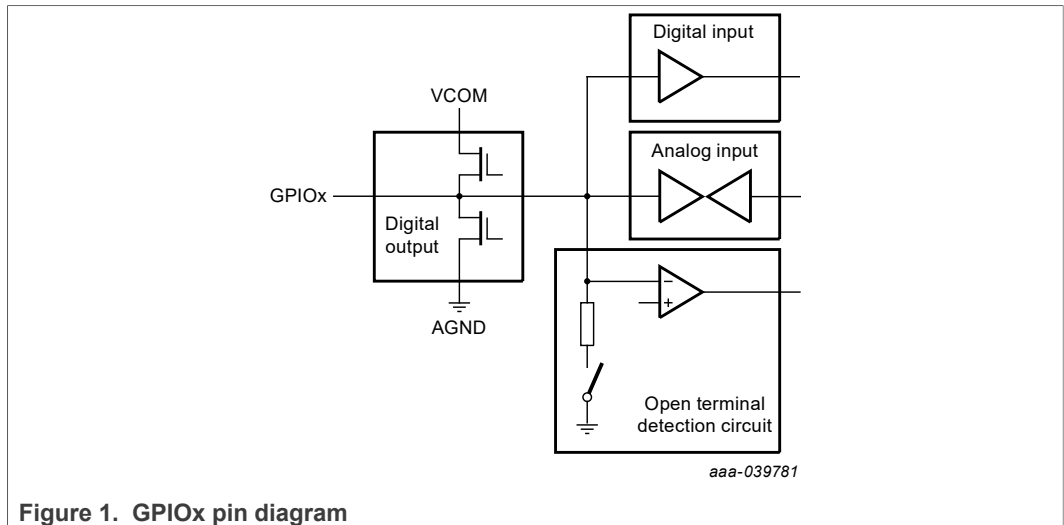 Digital input
VCOM
Analog input
GPIOx
Digital
output
−
+
AGND
Open terminal
detection circuit
aaa-039781
Figure 1. GPIOx pin diagram